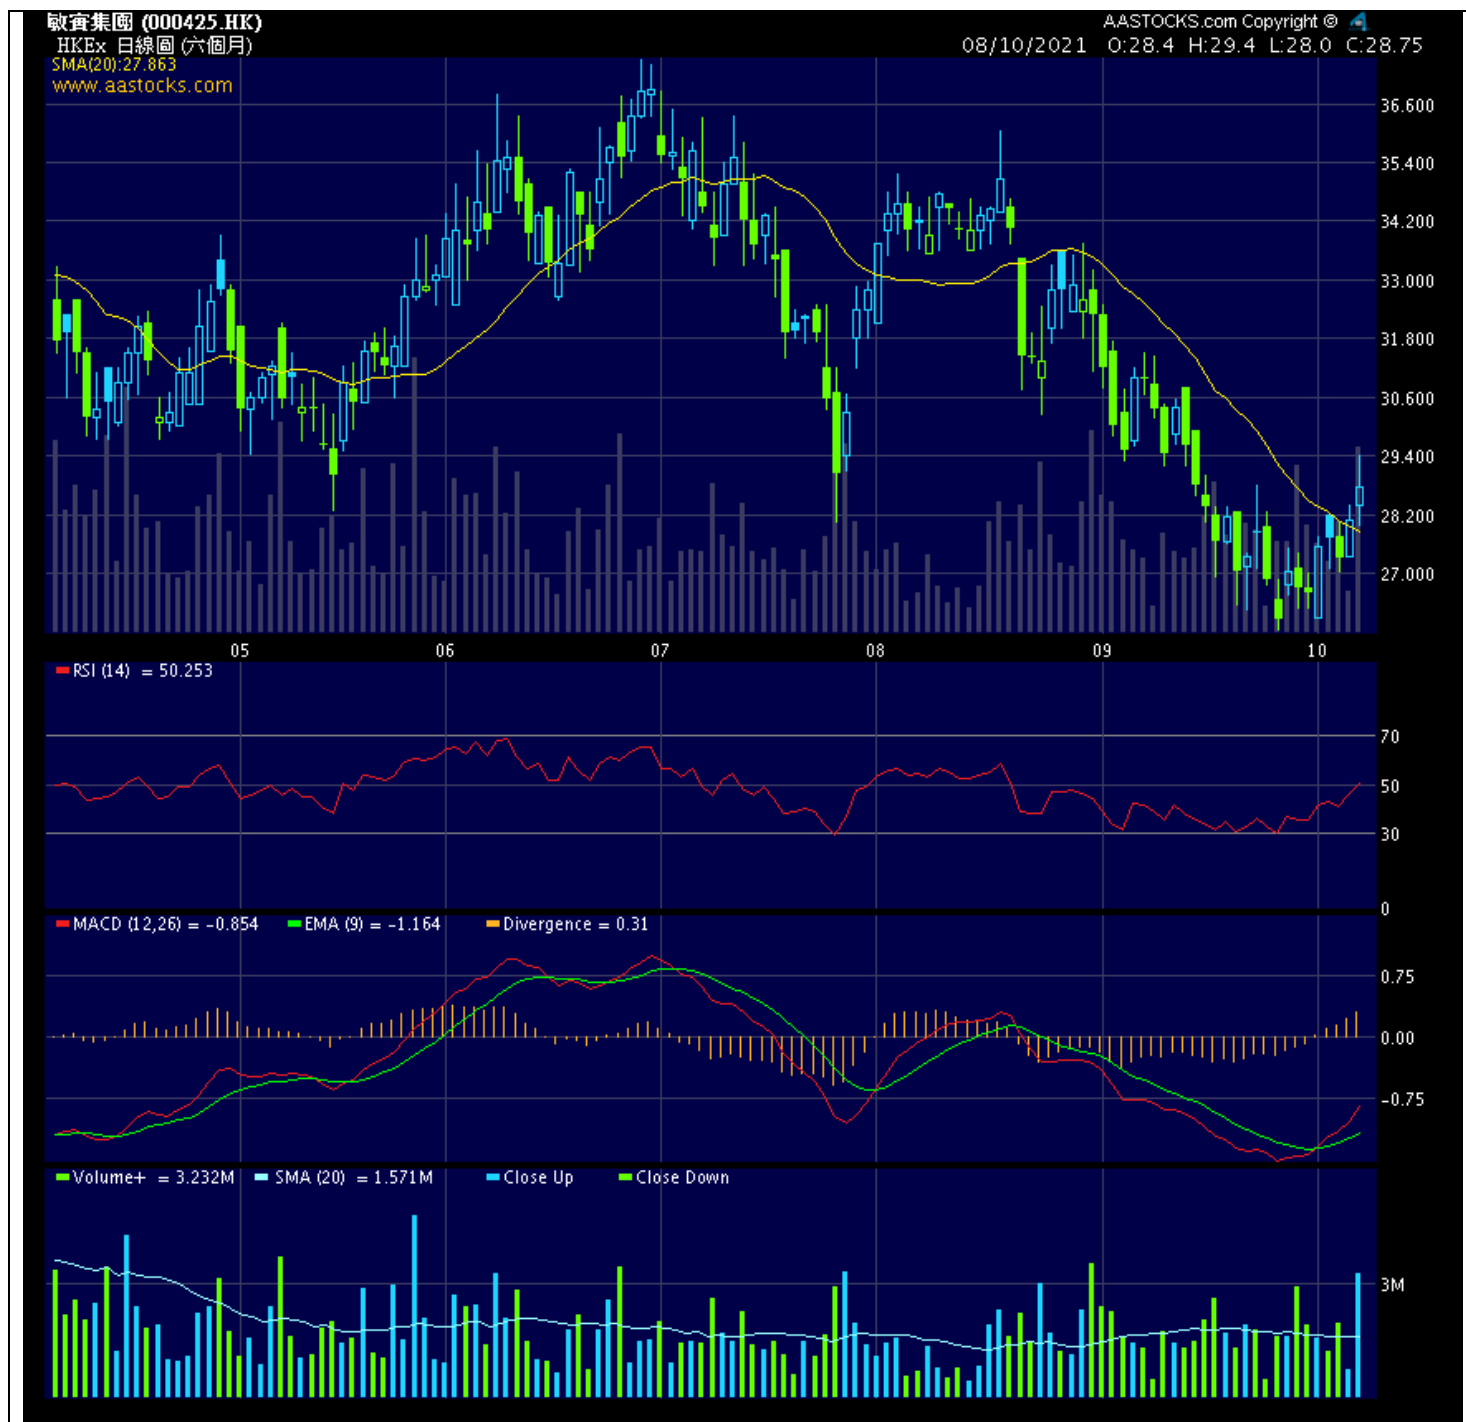 敏實集團 (000425.HK)
AASTOCKS.com Copyright ©
HKEx 日線圖 (六個月)
08/10/2021 O:28.4 H:29.4 L:28.0 C:28.75
SMA(20):27.863
www.aastocks.com
36.600
35.400
34.200
33.000
31.800
30.600
29.400
28.200
27.000
05 06 07 08 09 10
RSI (14) = 50.253
70
50
30
0
MACD (12,26) = -0.854 EMA (9) = -1.164 Divergence = 0.31
0.75
0.00
-0.75
Volume+ = 3.232M SMA (20) = 1.571M Close Up Close Down
3M